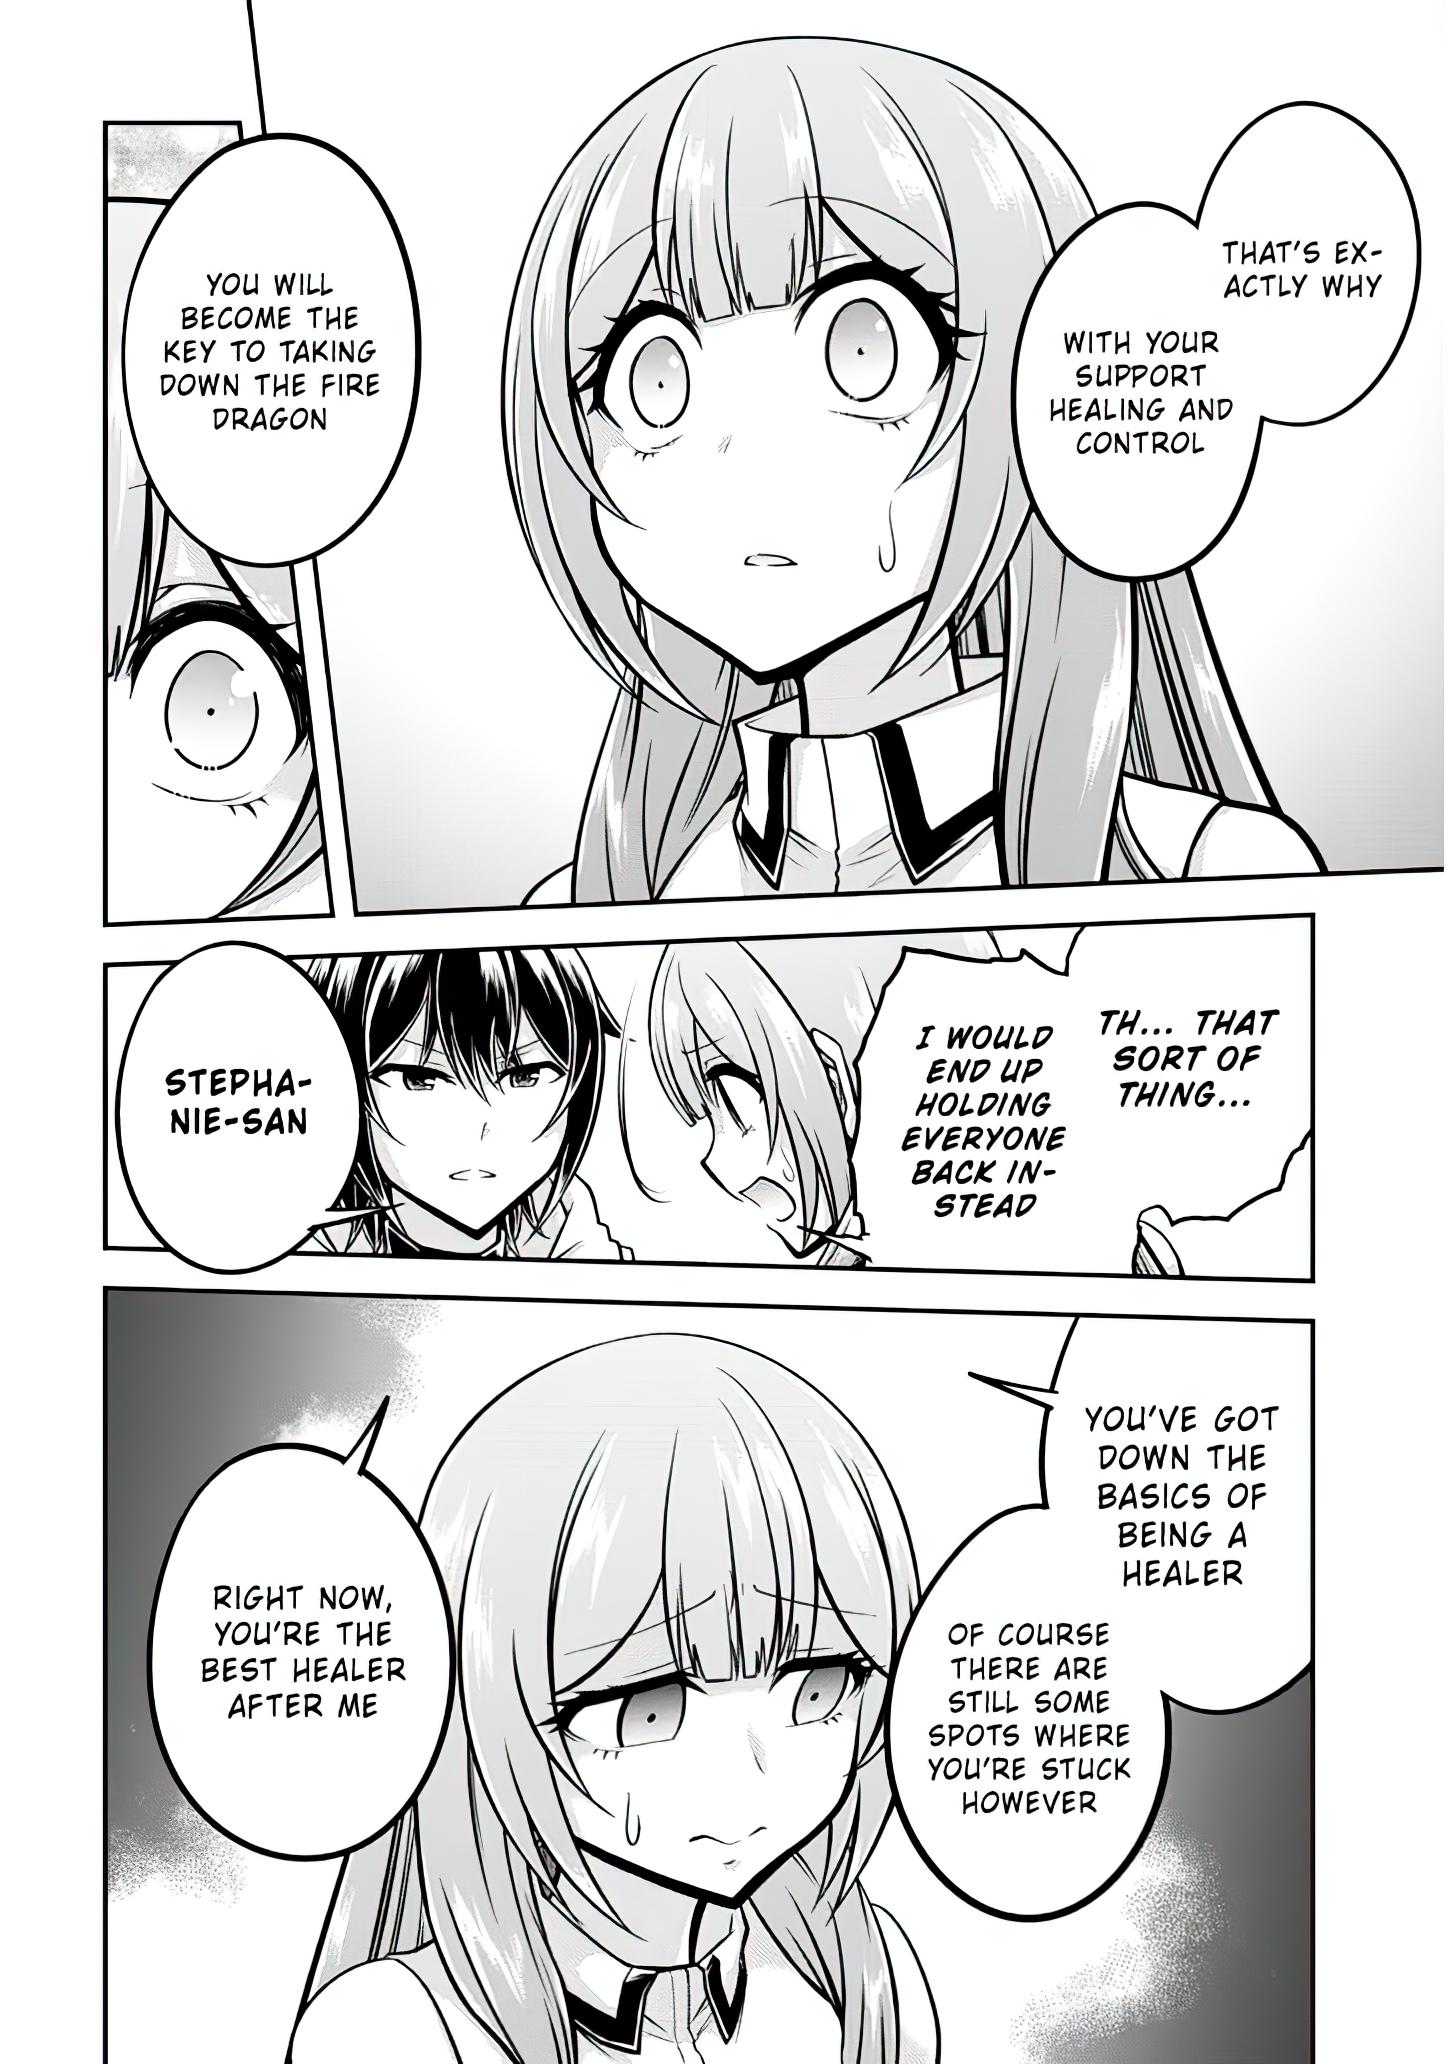 THAT'S EX-
ACTLY WHY
WITH YOUR
SUPPORT
HEALING AND
CONTROL
YOU WILL
BECOME THE
KEY TO TAKING
DOWN THE FIRE
DRAGON
TH... THAT
SORT OF
THING...
I WOULD
END UP
HOLDING
EVERYONE
BACK IN-
STEAD
STEPHA-
NIE-SAN
YOU'VE GOT
DOWN THE
BASICS OF
BEING A
HEALER
OF COURSE
THERE ARE
STILL SOME
SPOTS WHERE
YOU'RE STUCK
HOWEVER
RIGHT NOW,
YOU'RE THE
BEST HEALER
AFTER ME